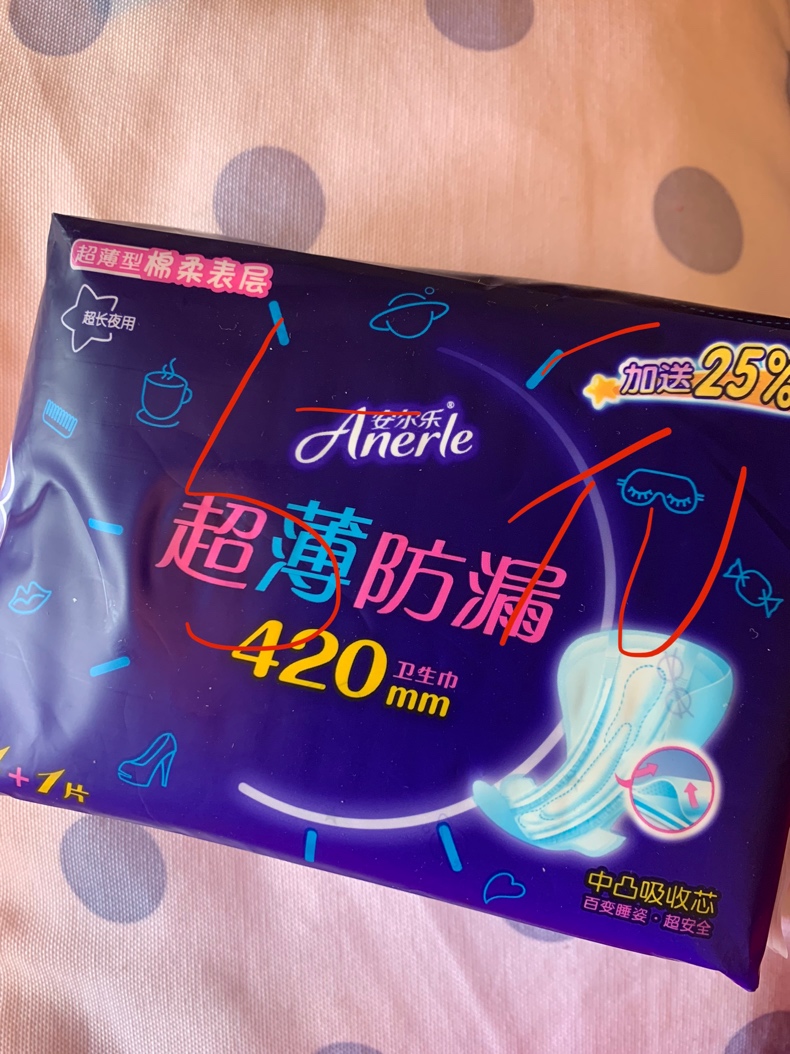 超薄型棉柔表层
超长夜用
加送25%
安尔乐®
Anerle
超薄防漏
420mm
卫生巾
+1片
中凸吸收芯
百变睡姿·超安全